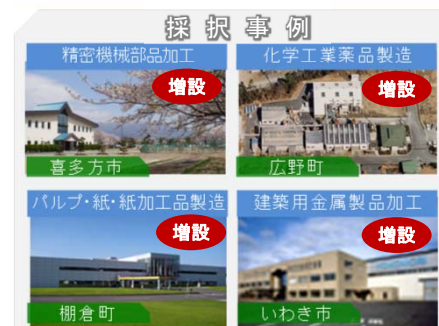 採択事例
精密機械部品加工
増設
喜多方市
化学工業薬品製造
増設
広野町
パルプ・紙・紙加工品製造
増設
棚倉町
建築用金属製品加工
増設
いわき市